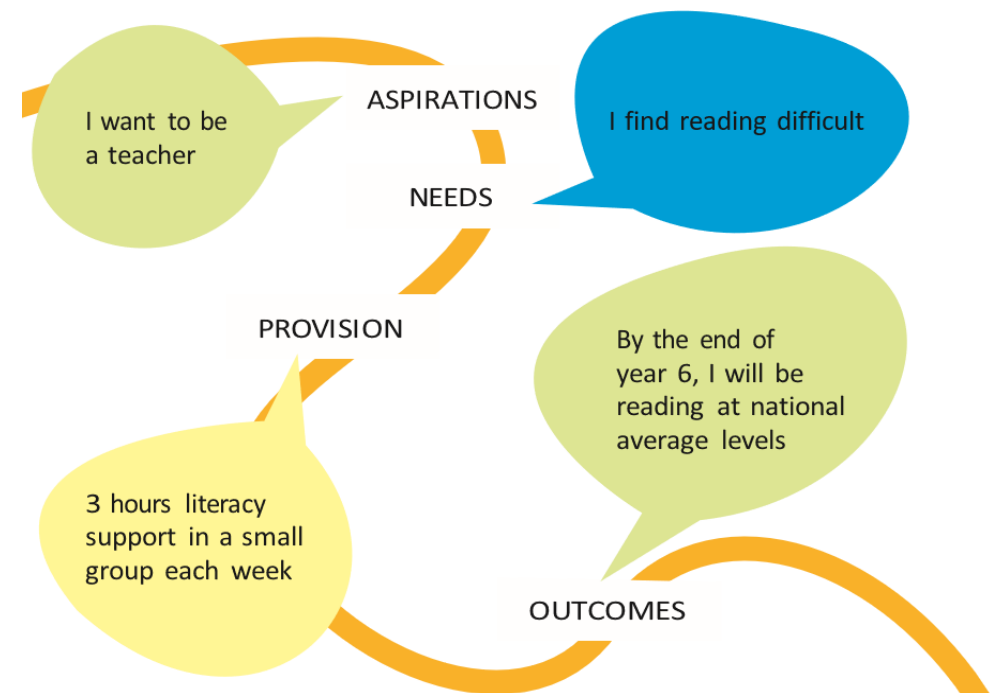 I want to be
a teacher
ASPIRATIONS
I find reading difficult
NEEDS
PROVISION
3 hours literacy
support in a small
group each week
By the end of
year 6, I will be
reading at national
average levels
OUTCOMES